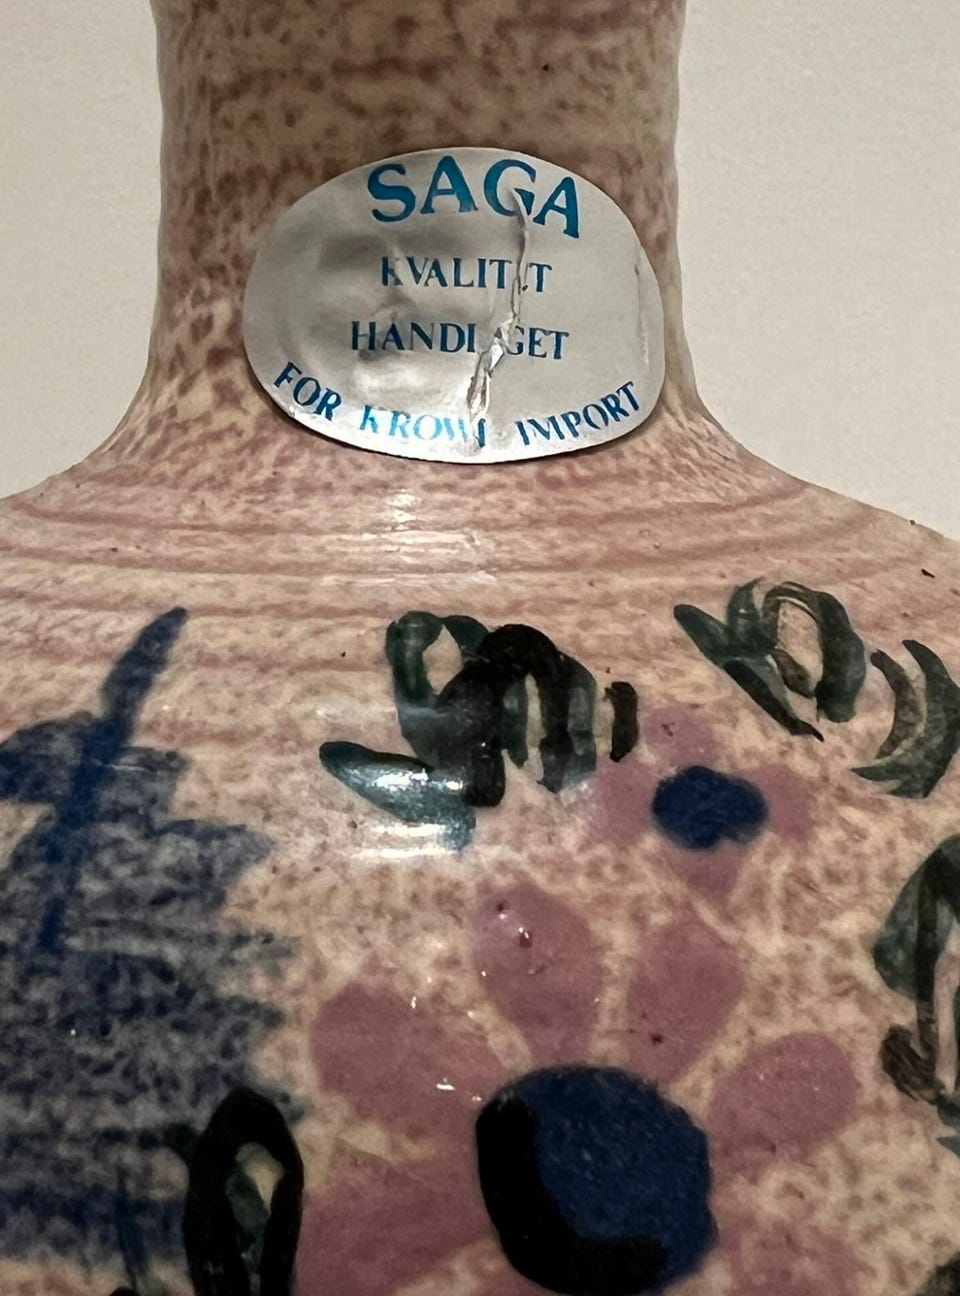 SAGA
KVALITET
HANDLAGET
FOR KROWN IMPORT